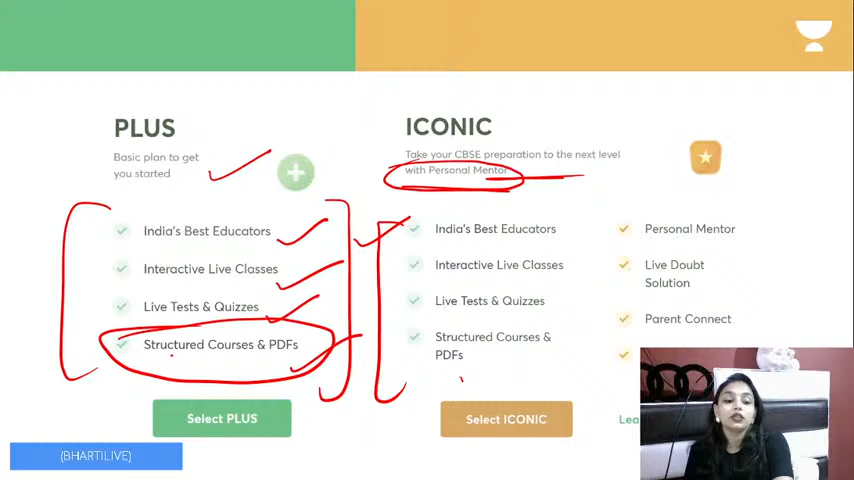 PLUS
Basic plan to get
you started
India's Best Educators
Interactive Live Classes
Live Tests & Quizzes
Structured Courses & PDFs
Select PLUS
ICONIC
Take your CBSE preparation to the next level
with Personal Mentor
India's Best Educators
Interactive Live Classes
Live Tests & Quizzes
Structured Courses &
PDFs
Personal Mentor
Live Doubt
Solution
Parent Connect
Select ICONIC
(BHARTILIVE)